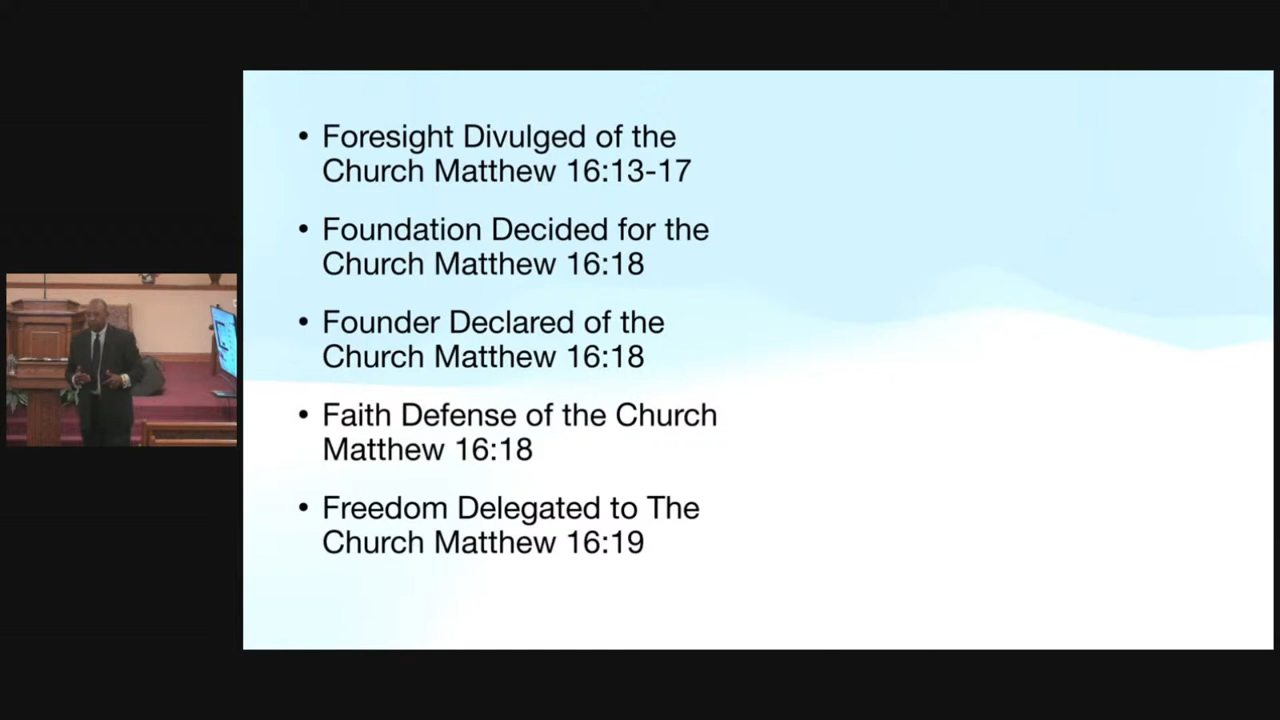 • Foresight Divulged of the
Church Matthew 16:13-17
• Foundation Decided for the
Church Matthew 16:18
• Founder Declared of the
Church Matthew 16:18
• Faith Defense of the Church
Matthew 16:18
• Freedom Delegated to The
Church Matthew 16:19